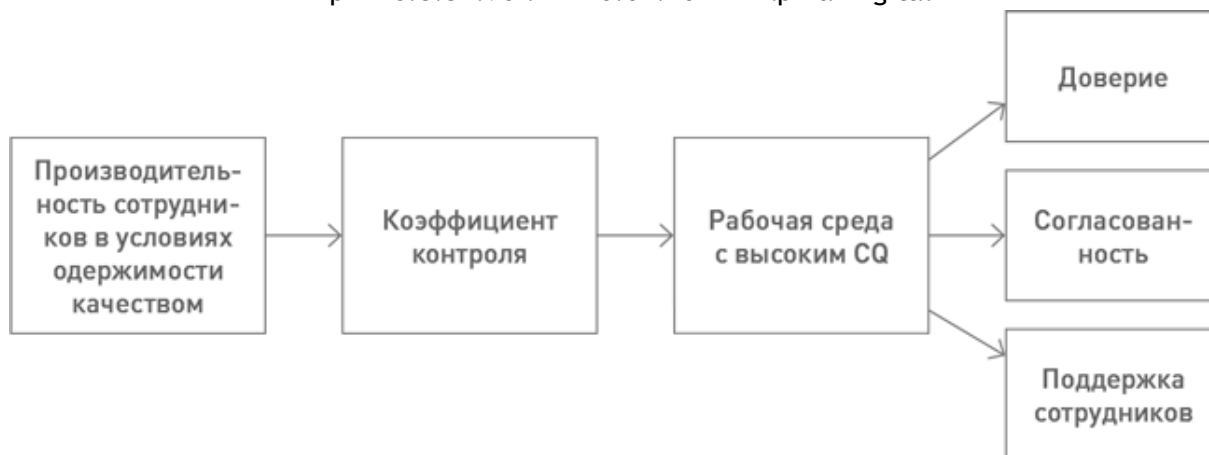 Производитель-
ность сотрудни-
ков в условиях
одержимости
качеством
Коэффициент
контроля
Рабочая среда
с высоким CQ
Доверие
Согласован-
ность
Поддержка
сотрудников